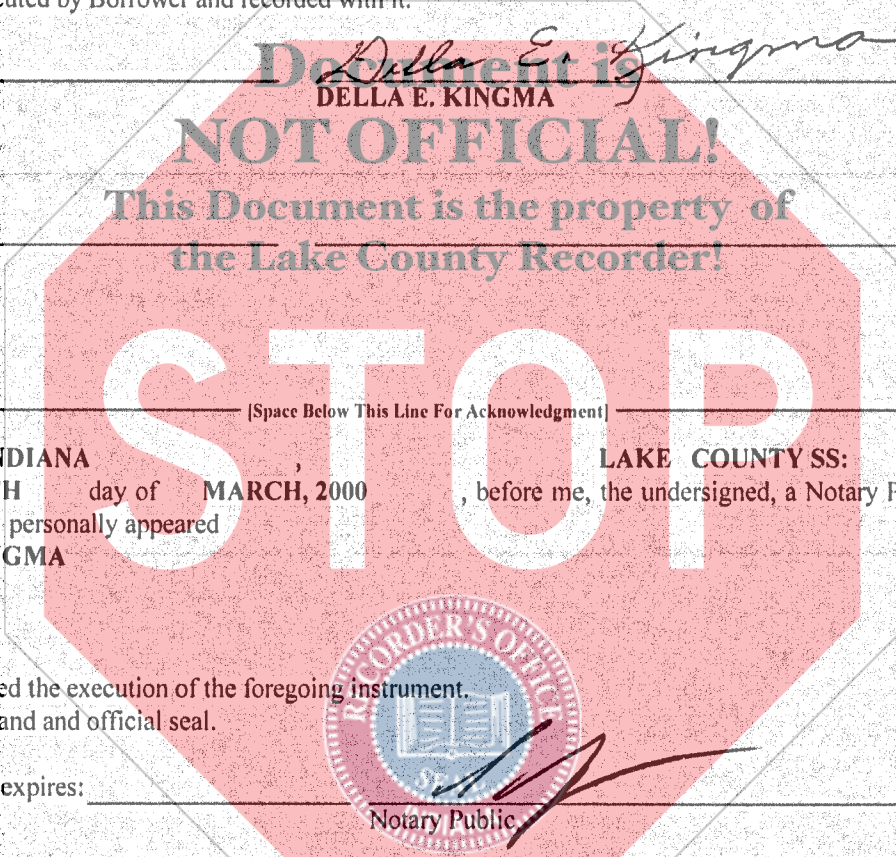 uted by Borrower and recorded with it.
Della E. Kingma
Document is
DELLA E. KINGMA
NOT OFFICIAL!
This Document is the property of
the Lake County Recorder!
STOP
[Space Below This Line For Acknowledgment]
NDIANA , LAKE COUNTY SS:
H day of MARCH, 2000 , before me, the undersigned, a Notary P
personally appeared
GMA
RECORDER'S OFFICE
ed the execution of the foregoing instrument.
and and official seal.
SEAL
expires:
Notary Public